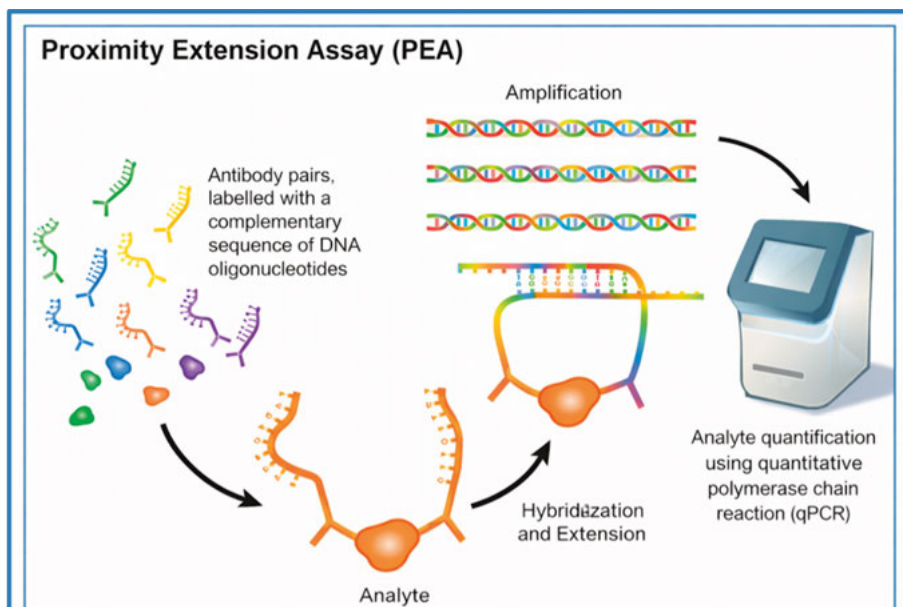 Proximity Extension Assay (PEA)
Amplification
Antibody pairs,
labelled with a
complementary
sequence of DNA
oligonucleotides
Analyte
Hybridization
and Extension
Analyte quantification
using quantitative
polymerase chain
reaction (qPCR)